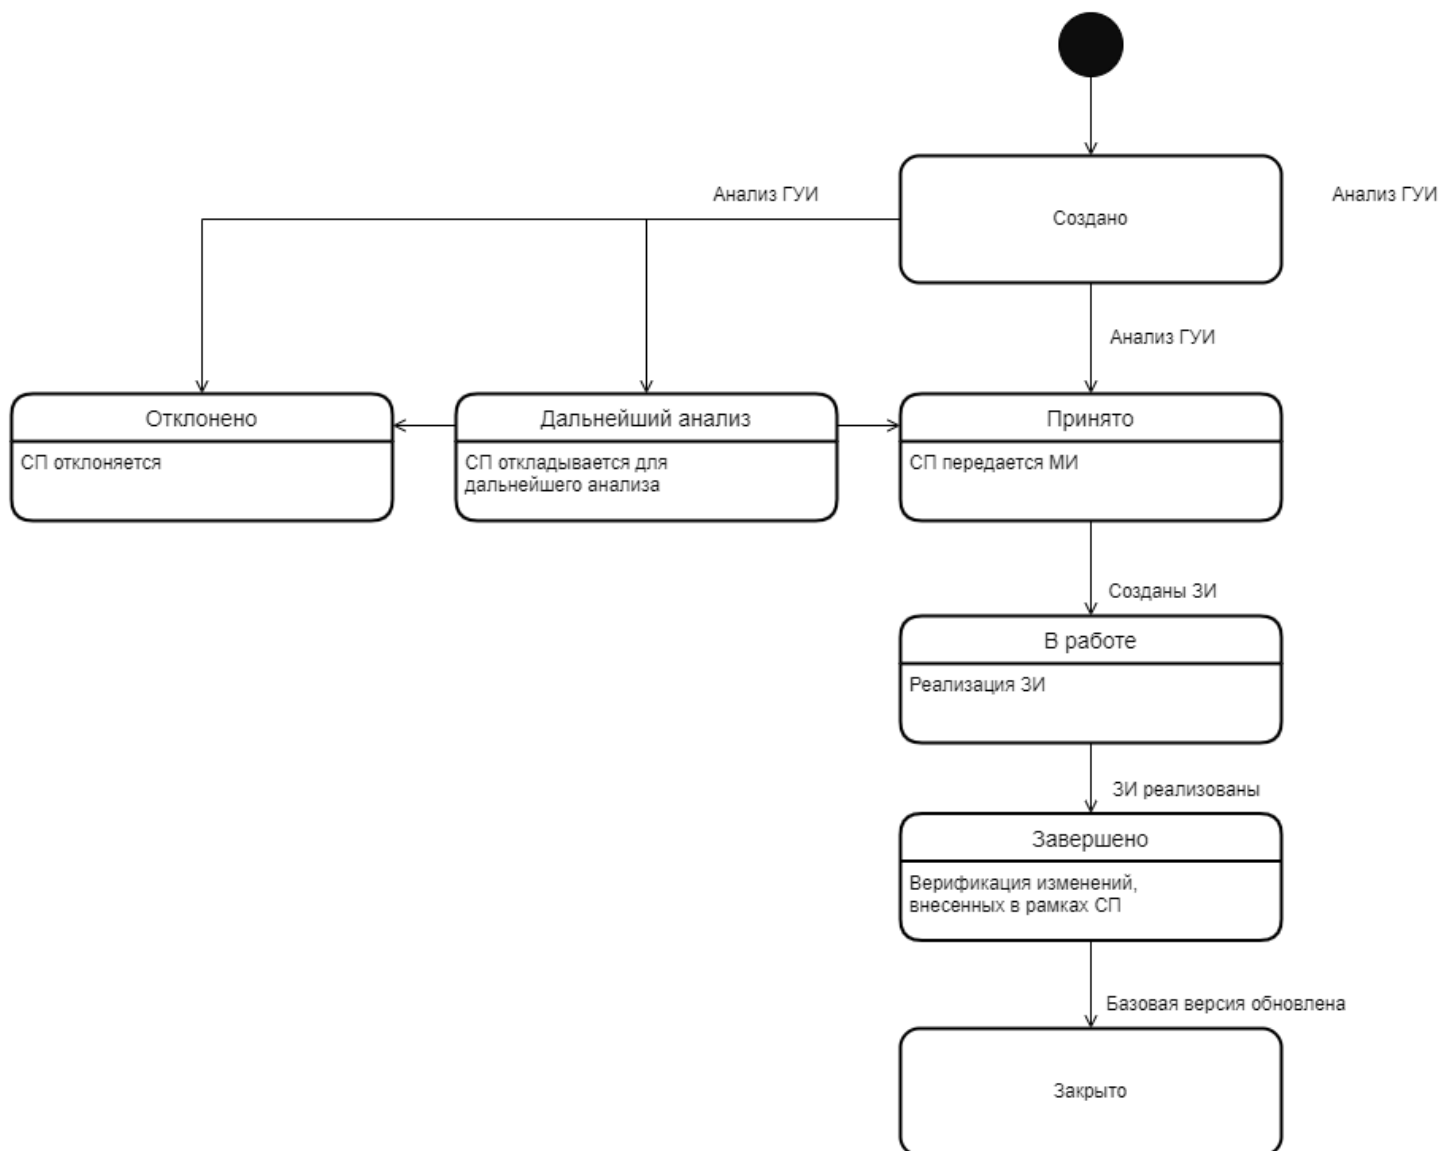 Анализ ГУИ
Создано
Анализ ГУИ
Анализ ГУИ
Отклонено
СП отклоняется
Дальнейший анализ
СП откладывается для
дальнейшего анализа
Принято
СП передается МИ
Созданы ЗИ
В работе
Реализация ЗИ
ЗИ реализованы
Завершено
Верификация изменений,
внесенных в рамках СП
Базовая версия обновлена
Закрыто